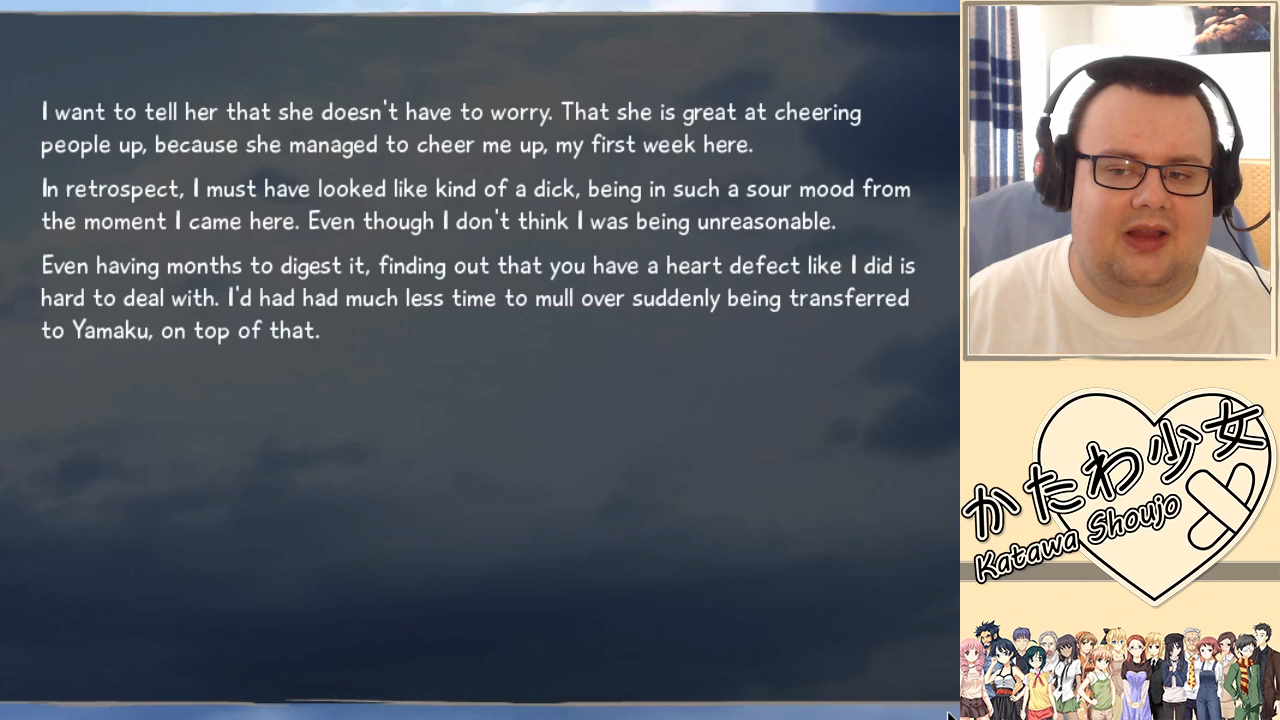 I want to tell her that she doesn't have to worry. That she is great at cheering
people up, because she managed to cheer me up, my first week here.
In retrospect, I must have looked like kind of a dick, being in such a sour mood from
the moment I came here. Even though I don't think I was being unreasonable.
Even having months to digest it, finding out that you have a heart defect like I did is
hard to deal with. I'd had had much less time to mull over suddenly being transferred
to Yamaku, on top of that.
かたわ少女
Katawa Shoujo